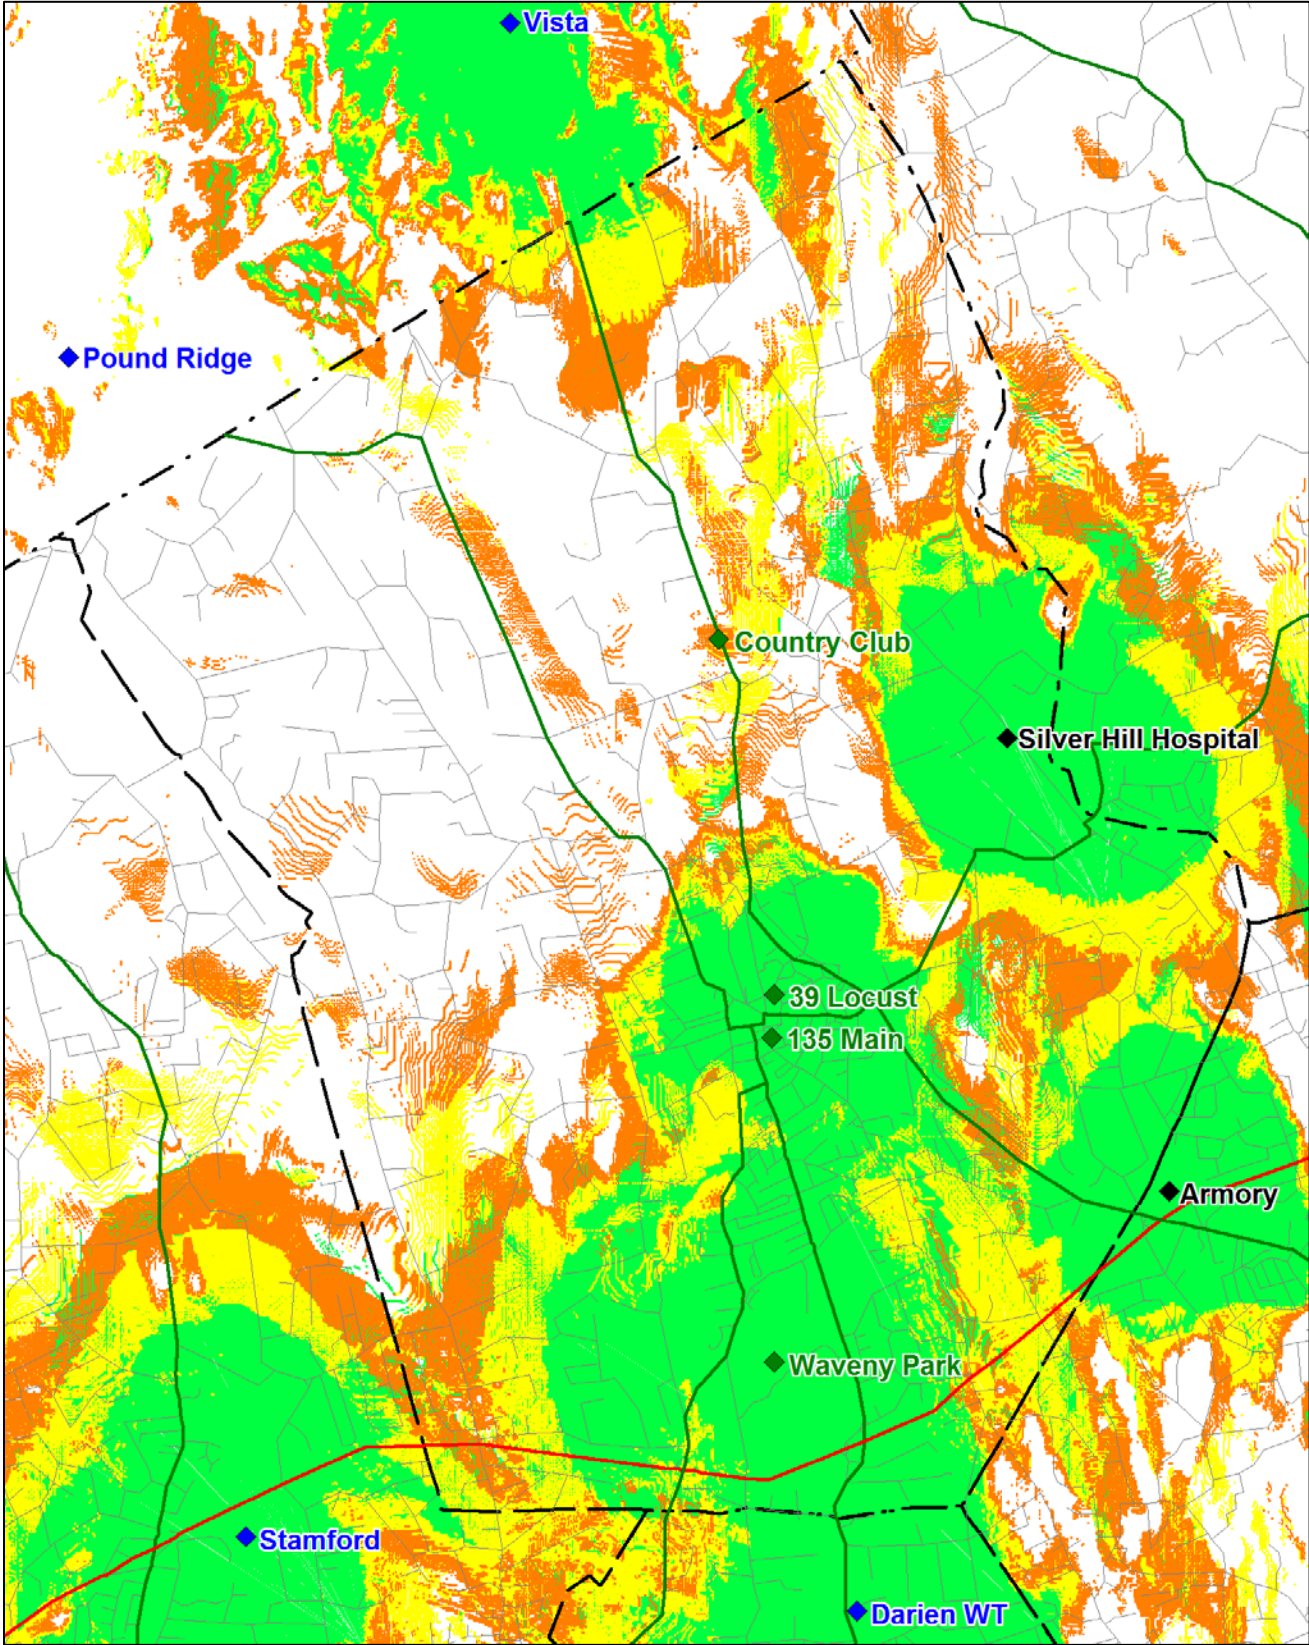 Vista
Pound Ridge
Country Club
Silver Hill Hospital
39 Locust
135 Main
Armory
Waveny Park
Stamford
Darien WT